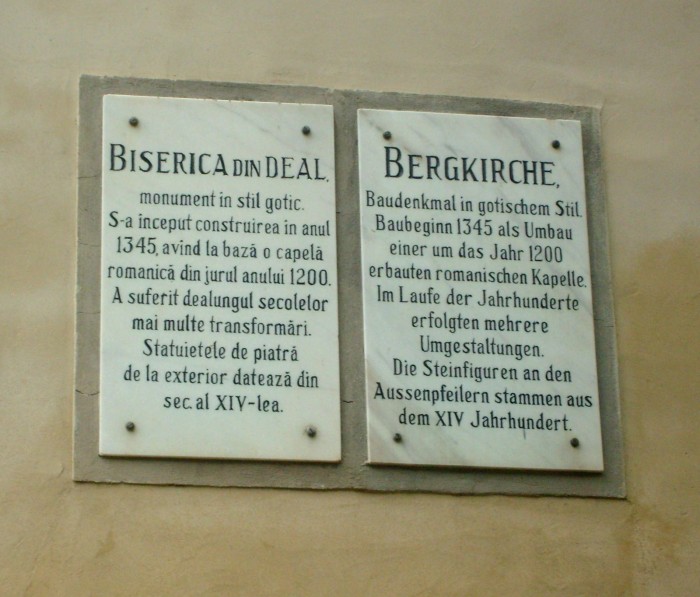 BISERICA DIN DEAL,
monument in stil gotic.
S-a inceput construirea in anul
1345, avînd la bază o capelă
romanică din jurul anului 1200.
A suferit dealungul secolelor
mai multe transformări.
Statuietele de piatră
de la exterior datează din
sec. al XIV-lea.
BERGKIRCHE,
Baudenkmal in gotischem Stil.
Baubeginn 1345 als Umbau
einer um das Jahr 1200
erbauten romanischen Kapelle.
Im Laufe der Jahrhunderte
erfolgten mehrere
Umgestaltungen.
Die Steinfiguren an den
Aussenpfeilern stammen aus
dem XIV Jahrhundert.